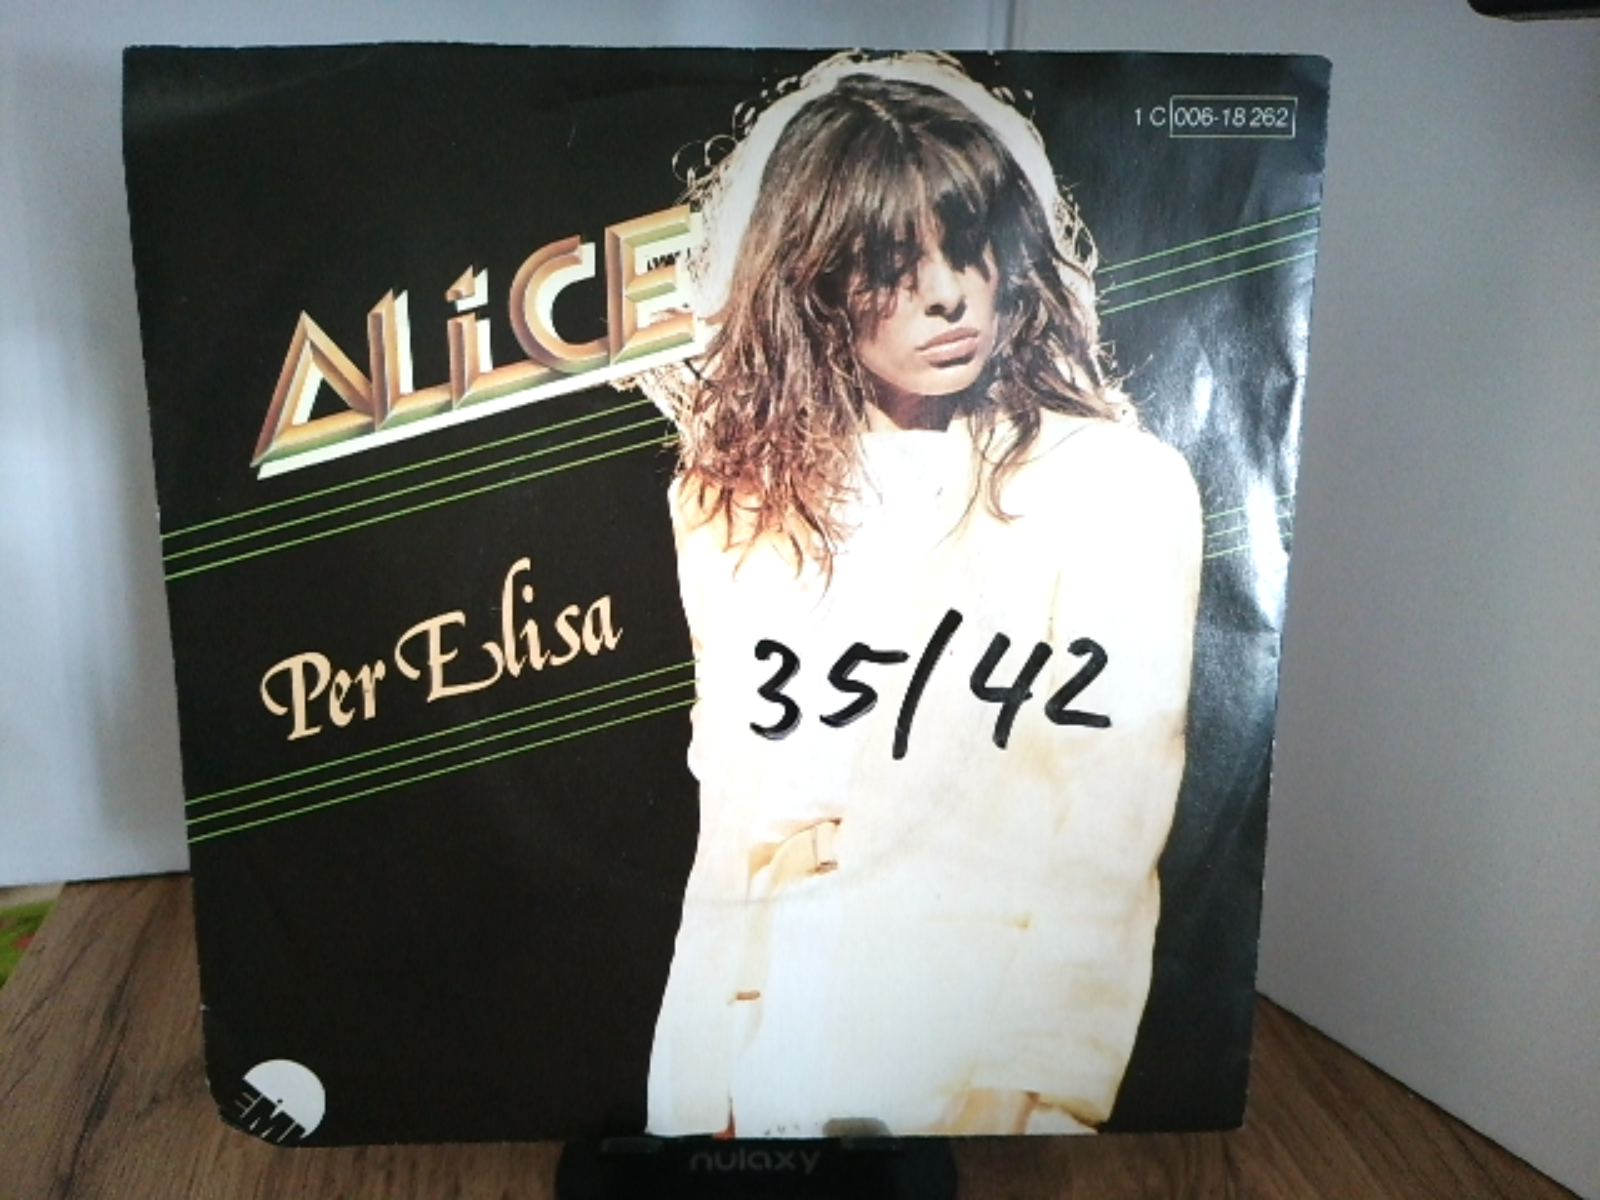 1 C 006-18 262
ALiCE
Per Elisa
35/42
EMI
nulaxy